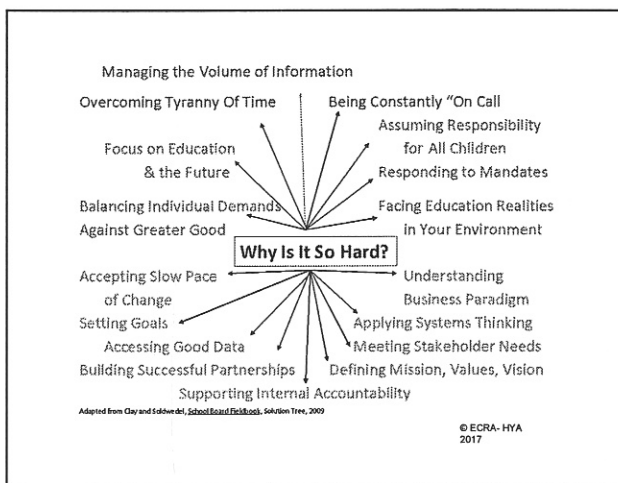 Managing the Volume of Information
Overcoming Tyranny Of Time
Being Constantly "On Call
Assuming Responsibility
for All Children
Focus on Education
& the Future
Responding to Mandates
Balancing Individual Demands
Against Greater Good
Facing Education Realities
in Your Environment
Why Is It So Hard?
Accepting Slow Pace
of Change
Understanding
Business Paradigm
Setting Goals
Applying Systems Thinking
Accessing Good Data
Meeting Stakeholder Needs
Building Successful Partnerships
Defining Mission, Values, Vision
Supporting Internal Accountability
Adapted from Clay and Soldwedel, School Board Fieldbook, Solution Tree, 2009
© ECRA- HYA
2017